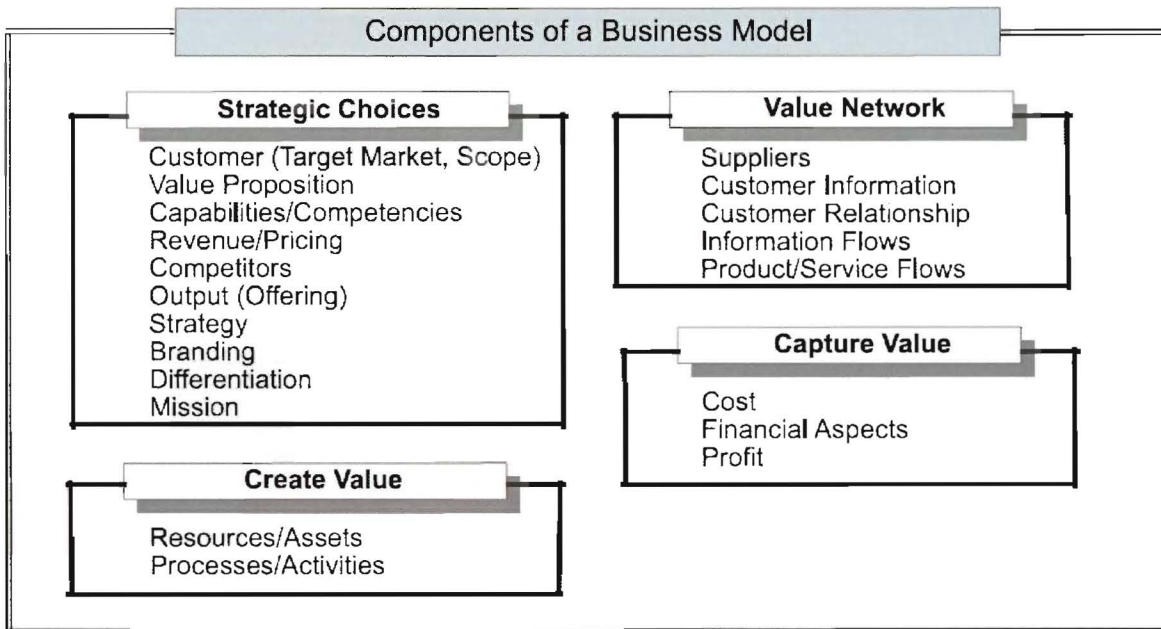 Components of a Business Model
Strategic Choices
Customer (Target Market, Scope)
Value Proposition
Capabilities/Competencies
Revenue/Pricing
Competitors
Output (Offering)
Strategy
Branding
Differentiation
Mission
Create Value
Resources/Assets
Processes/Activities
Value Network
Suppliers
Customer Information
Customer Relationship
Information Flows
Product/Service Flows
Capture Value
Cost
Financial Aspects
Profit